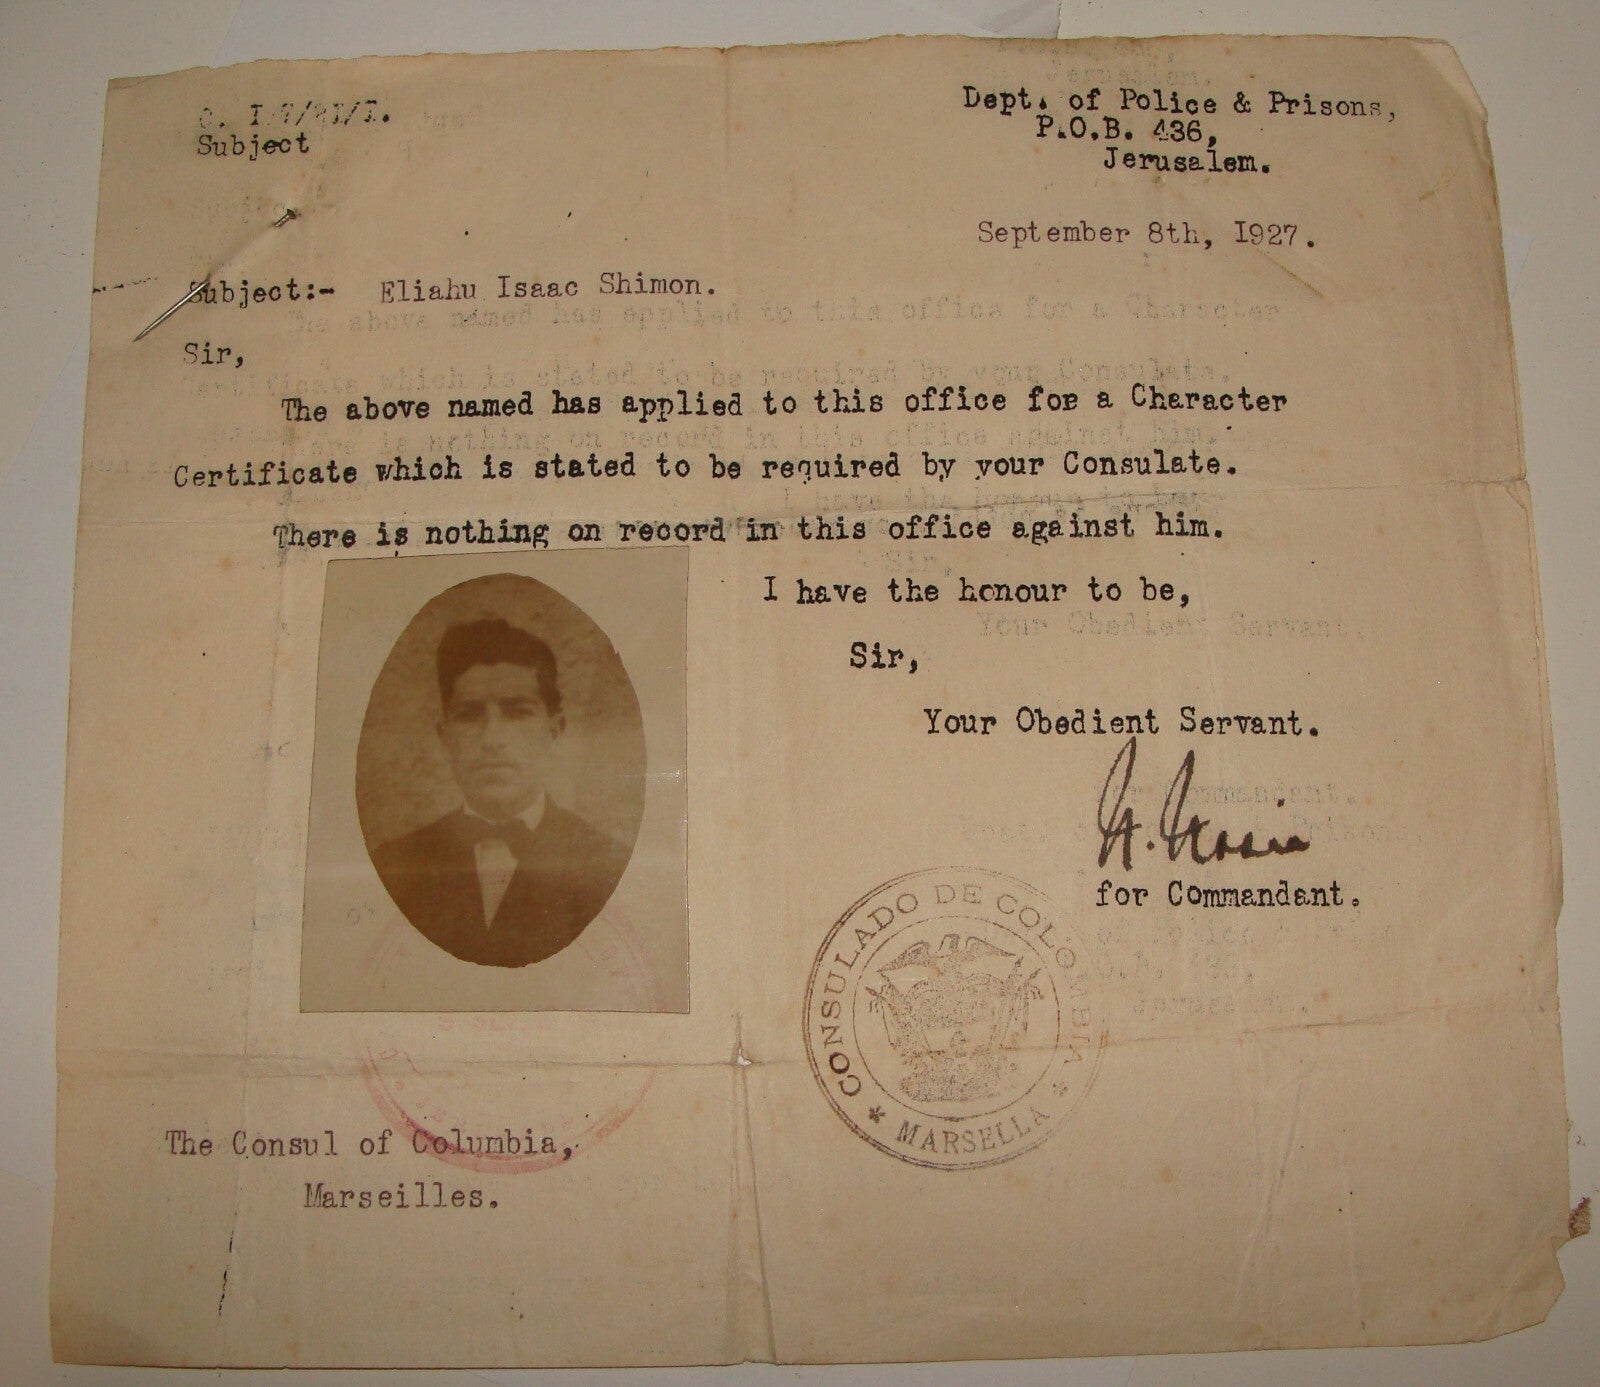 Dept. of Police & Prisons,
P.O.B. 436,
Jerusalem.
Subject
September 8th, 1927.
Subject:- Eliahu Isaac Shimon.
Sir,
The above named has applied to this office for a Character
Certificate which is stated to be required by your Consulate.
There is nothing on record in this office against him.
I have the honour to be,
Sir,
Your Obedient Servant.
for Commandant.
CONSULADO DE COLOMBIA
* MARSELLA *
The Consul of Columbia,
Marseilles.